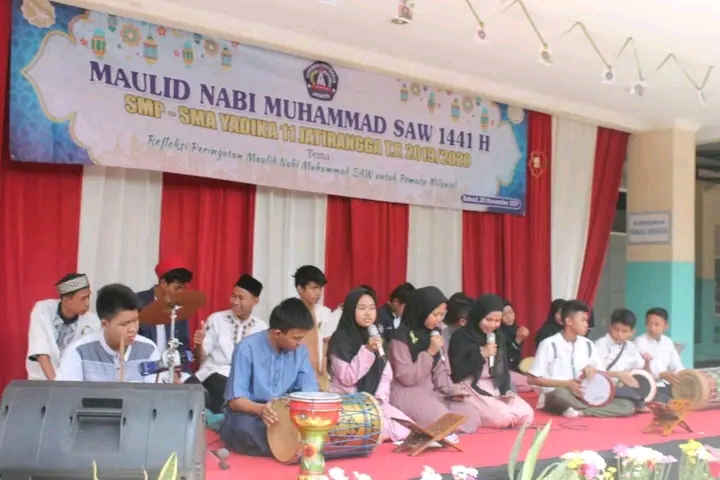 MAULID NABI MUHAMMAD SAW 1441 H
SMP - SMA YADIKA 11 JATIRANGGA T.P. 2019/2020
Tema :
Refleksi Peringatan Maulid Nabi Muhammad SAW untuk Pemuda Milenial